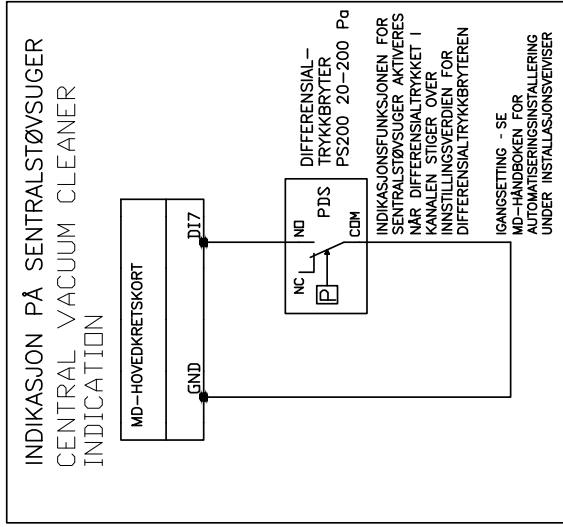 INDIKASJON PÅ SENTRALSTØVSUGER
CENTRAL VACUUM CLEANER
INDICATION
MD-HOVEDKRETSKORT
GND
DI7
DIFFERENSIAL-
TRYKKBRYTER
PS200 20-200 Pa
NC
NO
P
PDS
COM
INDIKASJONSFUNKSJONEN FOR
SENTRALSTØVSUGER AKTIVERES
NÅR DIFFERENSIALTRYKKET I
KANALEN STIGER OVER
INNSTILLINGSVERDIEN FOR
DIFFERENSIALTRYKKBRYTEREN
IGANGSETTING - SE
MD-HÅNDBOKEN FOR
AUTOMATISERINGSINSTALLERING
UNDER INSTALLASJONSVEIVISER